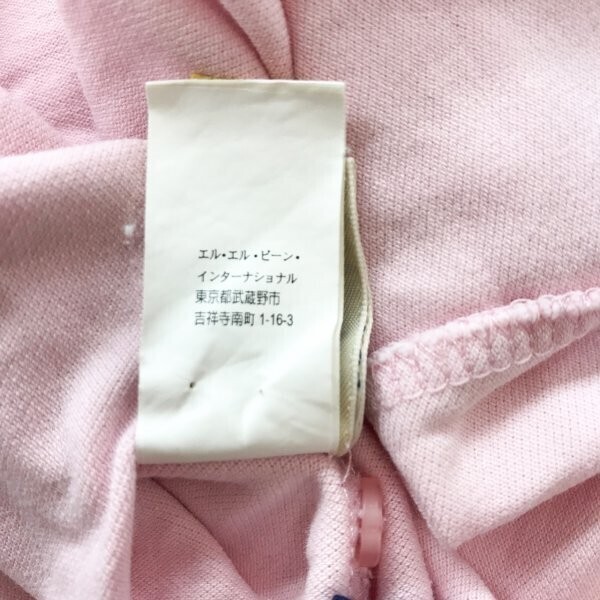 エル・エル・ビーン・
インターナショナル
東京都武蔵野市
吉祥寺南町 1-16-3